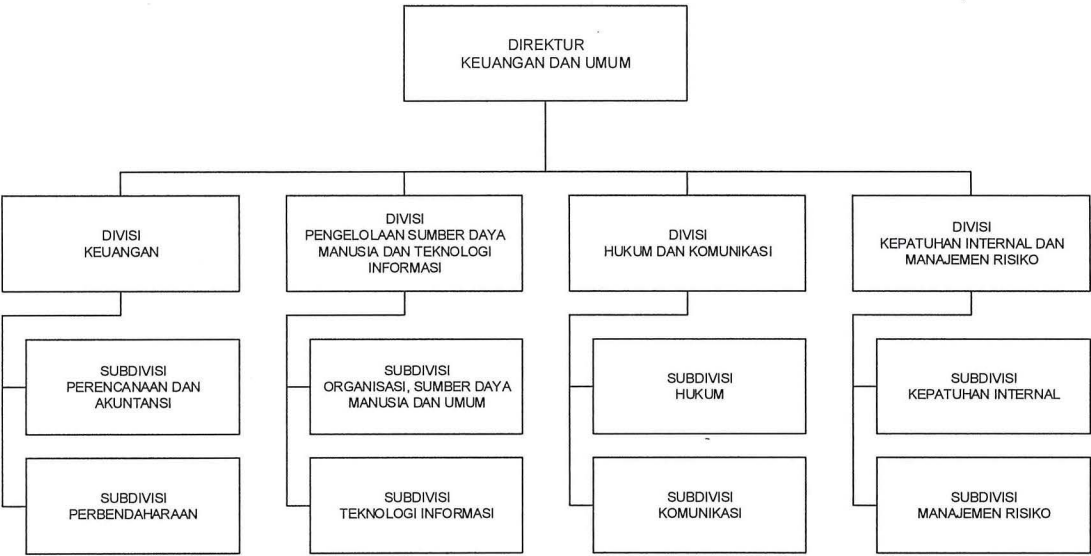 DIREKTUR
KEUANGAN DAN UMUM
DIVISI
KEUANGAN
DIVISI
PENGELOLAAN SUMBER DAYA
MANUSIA DAN TEKNOLOGI
INFORMASI
DIVISI
HUKUM DAN KOMUNIKASI
DIVISI
KEPATUHAN INTERNAL DAN
MANAJEMEN RISIKO
SUBDIVISI
PERENCANAAN DAN
AKUNTANSI
SUBDIVISI
ORGANISASI, SUMBER DAYA
MANUSIA DAN UMUM
SUBDIVISI
HUKUM
SUBDIVISI
KEPATUHAN INTERNAL
SUBDIVISI
PERBENDAHARAAN
SUBDIVISI
TEKNOLOGI INFORMASI
SUBDIVISI
KOMUNIKASI
SUBDIVISI
MANAJEMEN RISIKO